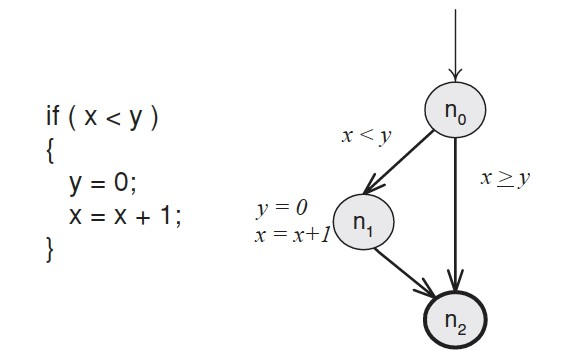 if ( x < y )
{
y = 0;
x = x + 1;
}
n0
x < y
x ≥ y
y = 0
x = x+1
n1
n2